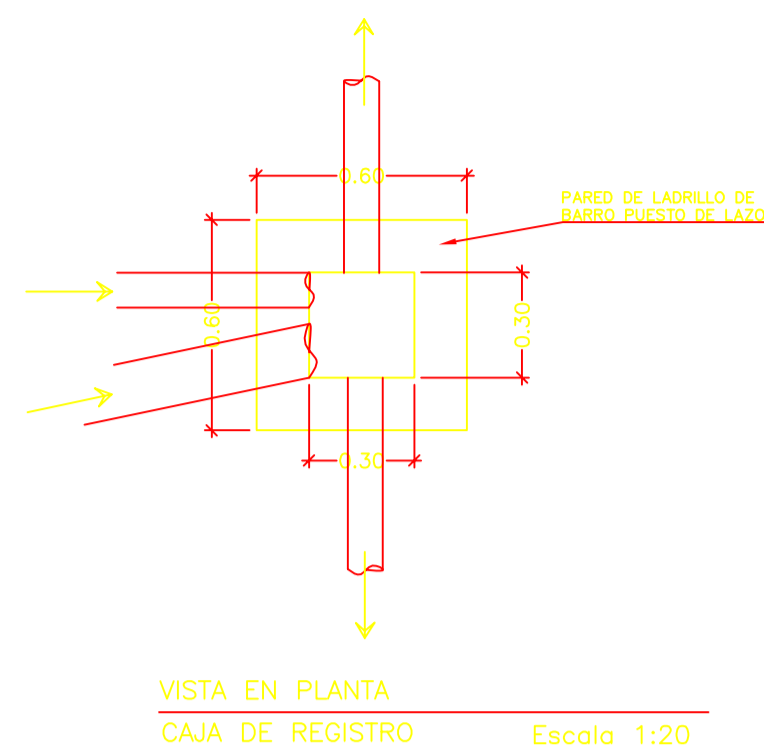 0.60
PARED DE LADRILLO DE
BARRO PUESTO DE LAZO
0.60
0.30
0.30
VISTA EN PLANTA
CAJA DE REGISTRO Escala 1:20